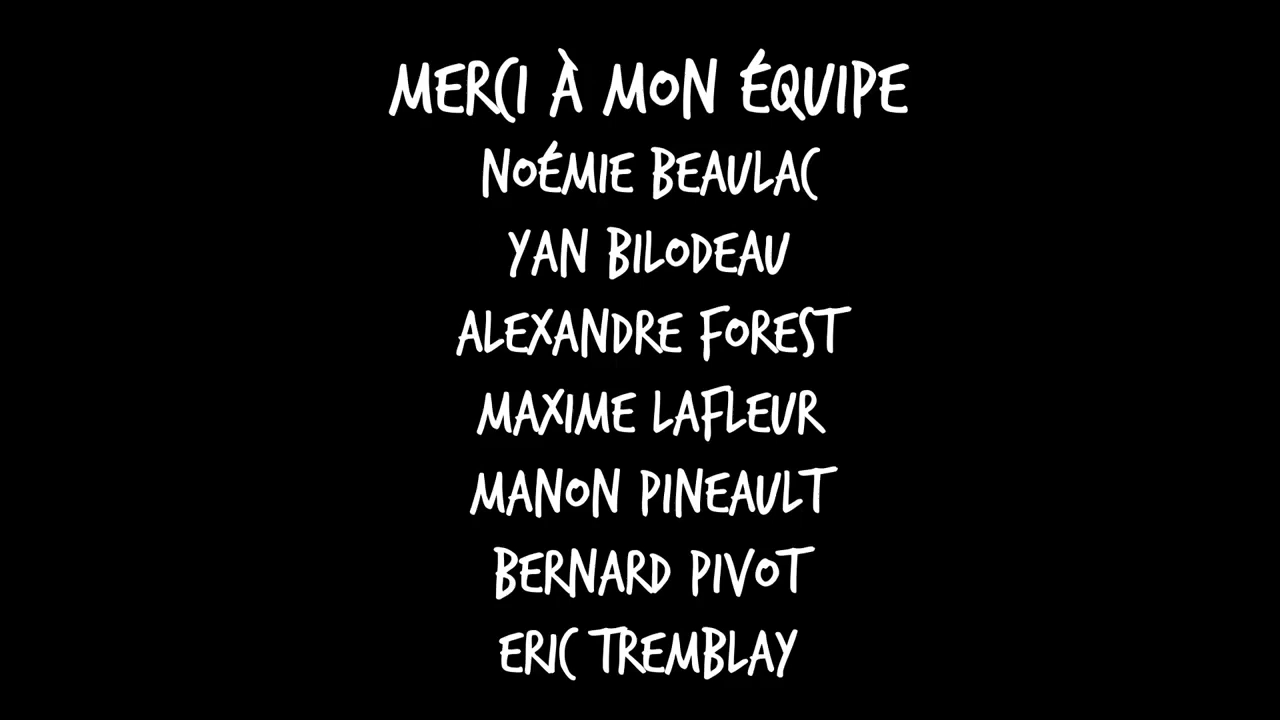 MERCI À MON ÉQUIPE
NOÉMIE BEAULAC
YAN BILODEAU
ALEXANDRE FOREST
MAXIME LAFLEUR
MANON PINEAULT
BERNARD PIVOT
ERIC TREMBLAY